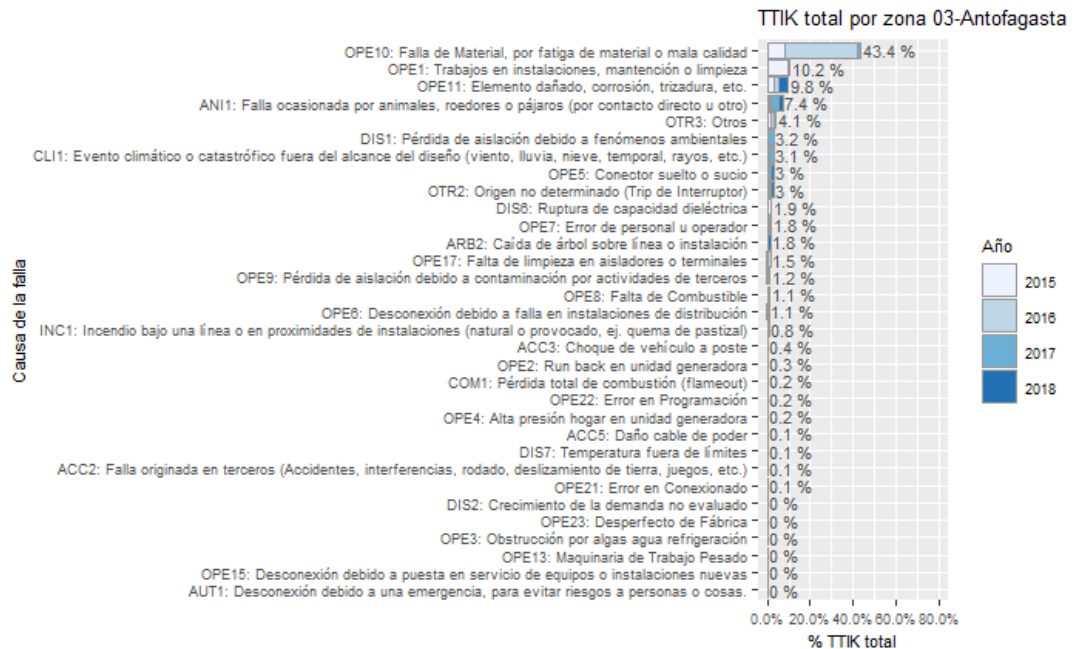 TTIK total por zona 03-Antofagasta
OPE10: Falla de Material, por fatiga de material o mala calidad 43.4 %
OPE1: Trabajos en instalaciones, mantención o limpieza 10.2 %
OPE11: Elemento dañado, corrosión, trizadura, etc. 9.8 %
ANI1: Falla ocasionada por animales, roedores o pájaros (por contacto directo u otro) 7.4 %
OTR3: Otros 4.1 %
DIS1: Pérdida de aislación debido a fenómenos ambientales 3.2 %
CLI1: Evento climático o catastrófico fuera del alcance del diseño (viento, lluvia, nieve, temporal, rayos, etc.) 3.1 %
OPE5: Conector suelto o sucio 3 %
OTR2: Origen no determinado (Trip de Interruptor) 3 %
DIS6: Ruptura de capacidad dieléctrica 1.9 %
OPE7: Error de personal u operador 1.8 %
ARB2: Caída de árbol sobre línea o instalación 1.8 %
OPE17: Falta de limpieza en aisladores o terminales 1.5 %
OPE9: Pérdida de aislación debido a contaminación por actividades de terceros 1.2 %
OPE8: Falta de Combustible 1.1 %
OPE6: Desconexión debido a falla en instalaciones de distribución 1.1 %
INC1: Incendio bajo una línea o en proximidades de instalaciones (natural o provocado, ej. quema de pastizal) 0.8 %
ACC3: Choque de vehículo a poste 0.4 %
OPE2: Run back en unidad generadora 0.3 %
COM1: Pérdida total de combustión (flameout) 0.2 %
OPE22: Error en Programación 0.2 %
OPE4: Alta presión hogar en unidad generadora 0.2 %
ACC5: Daño cable de poder 0.1 %
DIS7: Temperatura fuera de límites 0.1 %
ACC2: Falla originada en terceros (Accidentes, interferencias, rodado, deslizamiento de tierra, juegos, etc.) 0.1 %
OPE21: Error en Conexionado 0.1 %
DIS2: Crecimiento de la demanda no evaluado 0 %
OPE23: Desperfecto de Fábrica 0 %
OPE3: Obstrucción por algas agua refrigeración 0 %
OPE13: Maquinaria de Trabajo Pesado 0 %
OPE15: Desconexión debido a puesta en servicio de equipos o instalaciones nuevas 0 %
AUT1: Desconexión debido a una emergencia, para evitar riesgos a personas o cosas. 0 %
0.0% 20.0% 40.0% 60.0% 80.0%
% TTIK total
Causa de la falla
Año
2015
2016
2017
2018